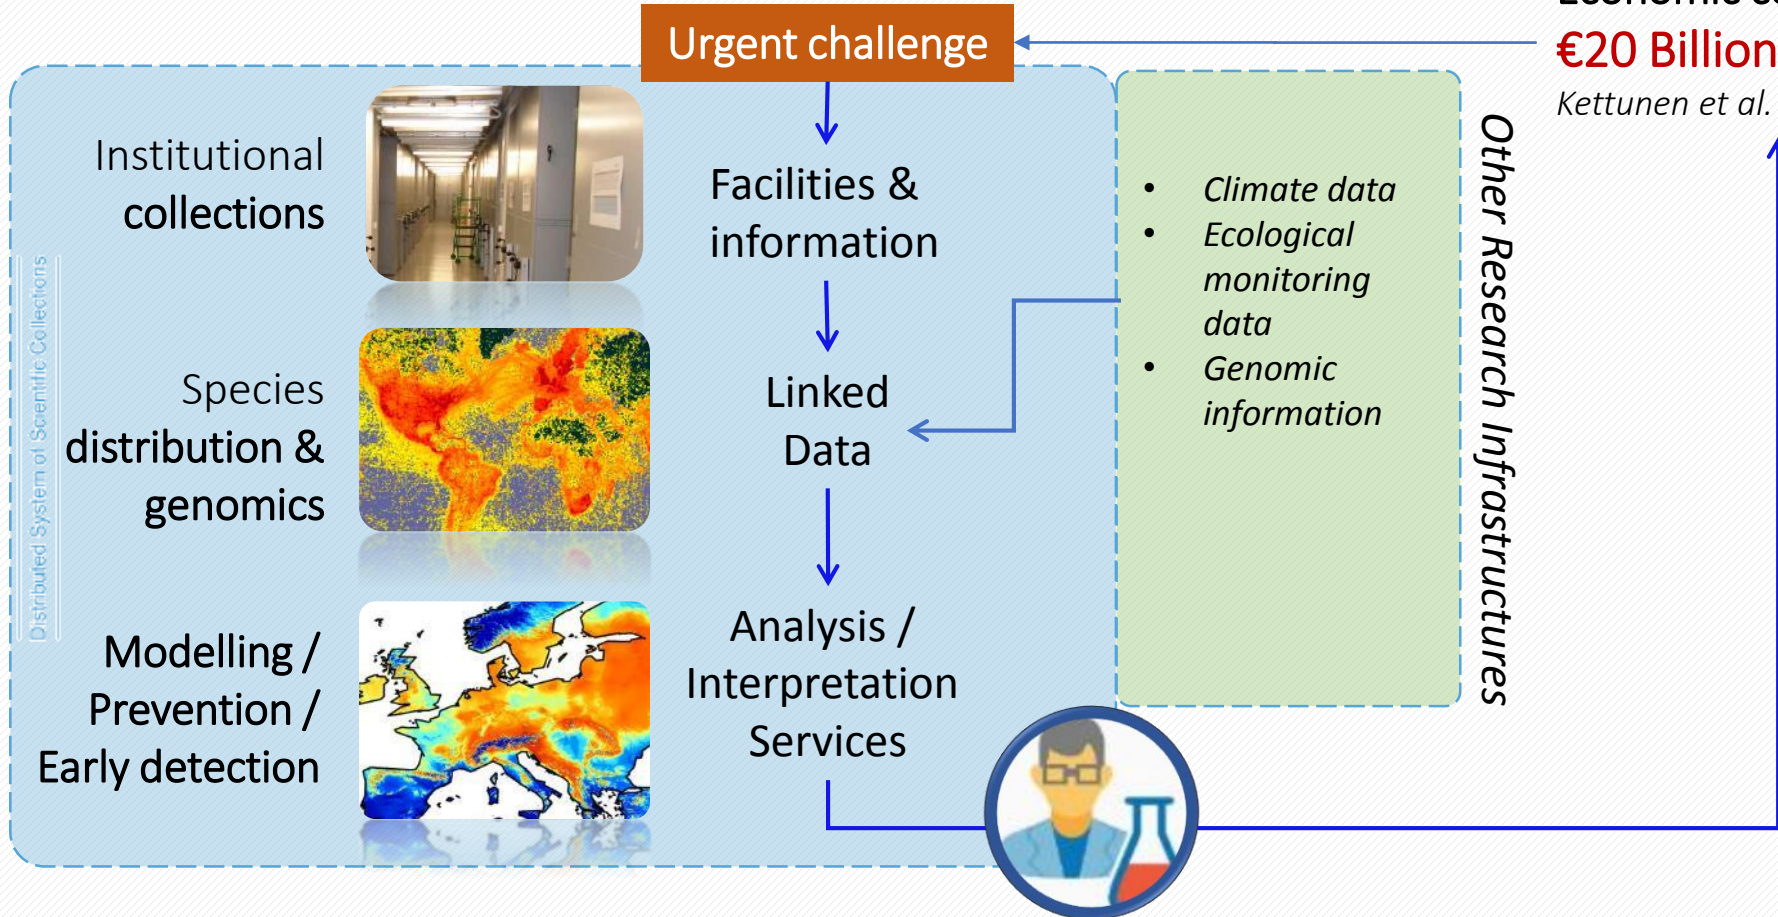 Urgent challenge
€20 Billion
Kettunen et al.
Institutional
collections
Facilities &
information
Species
distribution &
genomics
Linked
Data
Modelling /
Prevention /
Early detection
Analysis /
Interpretation
Services
• Climate data
• Ecological
monitoring
data
• Genomic
information
Other Research Infrastructures
Distributed System of Scientific Collections